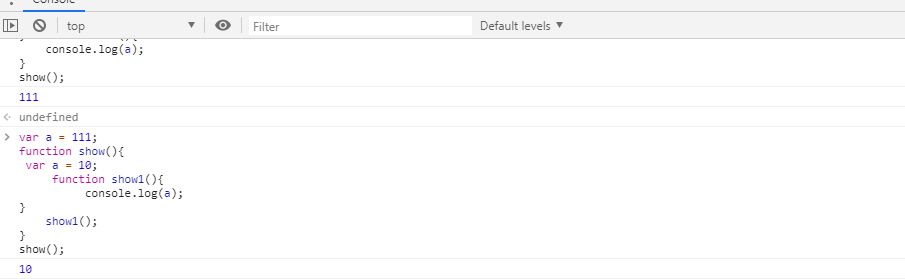 Console
top
Filter
Default levels ▼
console.log(a);
}
show();
111
undefined
var a = 111;
function show(){
var a = 10;
function show1(){
console.log(a);
}
show1();
}
show();
10